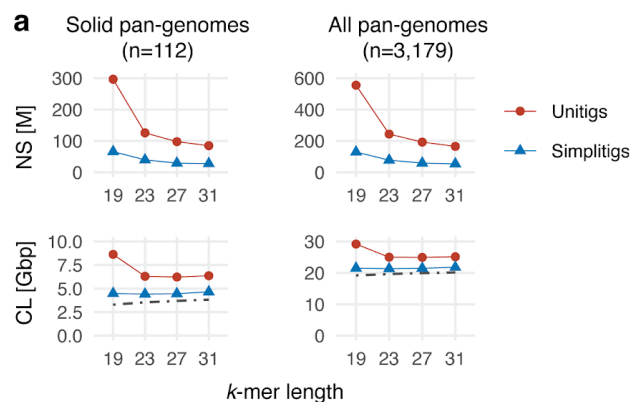 a
Solid pan-genomes
(n=112)
All pan-genomes
(n=3,179)
NS [M]
300
200
100
0
19 23 27 31
600
400
200
0
19 23 27 31
Unitigs
Simplitigs
CL [Gbp]
10.0
7.5
5.0
2.5
0.0
19 23 27 31
30
20
10
0
19 23 27 31
k-mer length